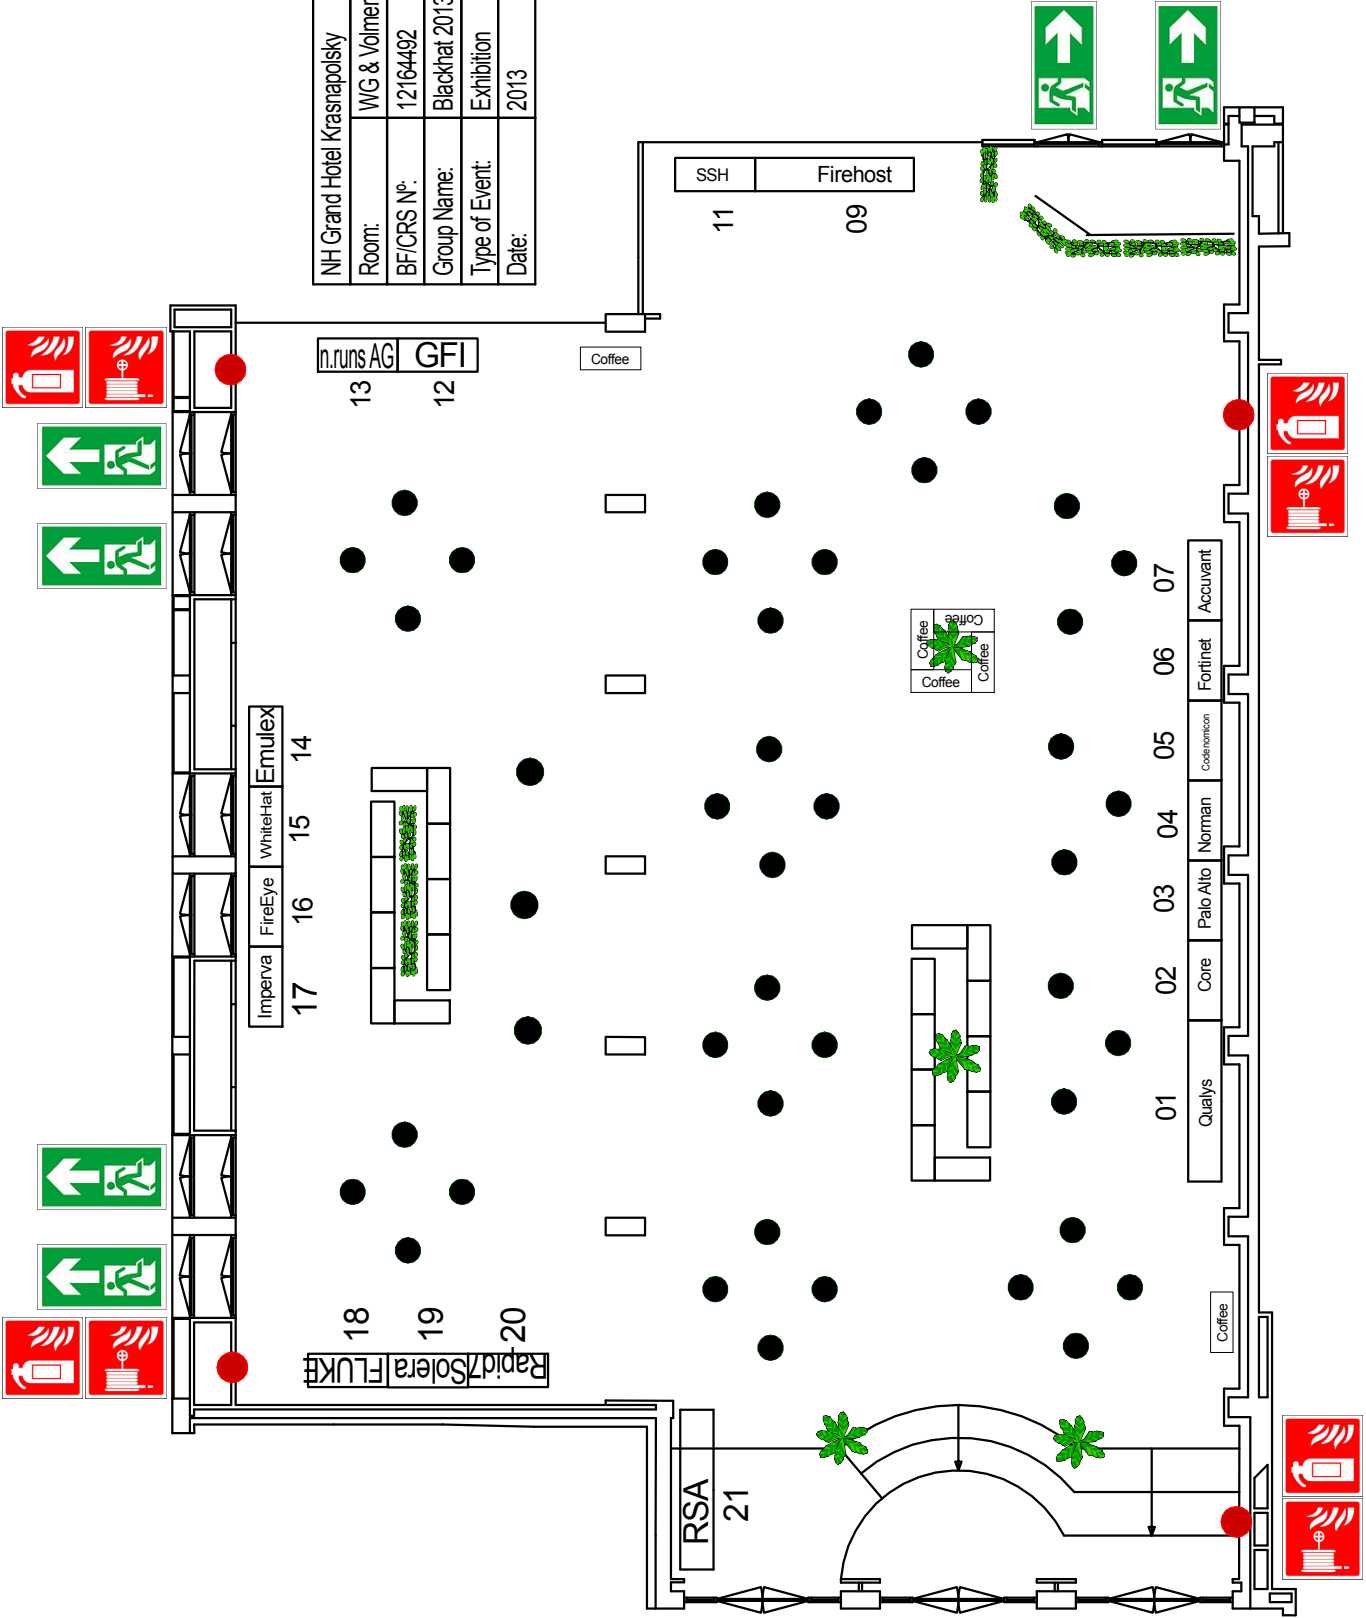 NH Grand Hotel Krasnapolsky
Room: WG & Volmer
BF/CRS Nº: 12164492
Group Name: Blackhat 2013
Type of Event: Exhibition
Date: 2013
SSH
Firehost
11
09
n.runs AG
GFI
13
12
Coffee
Coffee
Coffee
Coffee
Coffee
Emulex
14
WhiteHat
15
FireEye
16
Imperva
17
Accuvant
07
Fortinet
06
Codenomicon
05
Norman
04
Palo Alto
03
Core
02
Qualys
01
18
19
20
FLUKE
Solera
Rapid7
Coffee
RSA
21